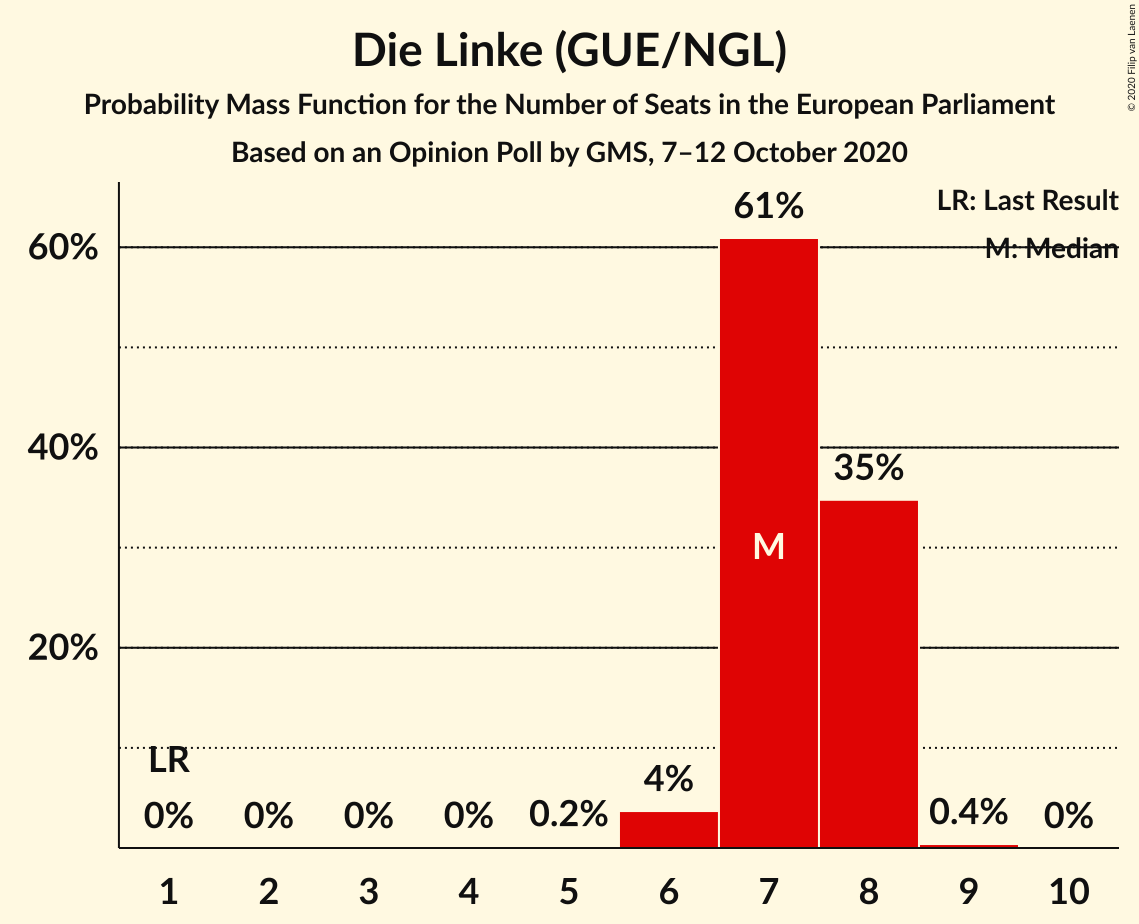 Die Linke (GUE/NGL)
Probability Mass Function for the Number of Seats in the European Parliament
Based on an Opinion Poll by GMS, 7–12 October 2020
© 2020 Filip van Laenen
LR: Last Result
M: Median
61%
60%
40%
35%
M
20%
LR
0%
0%
0%
0%
0.2%
4%
0.4%
0%
1 2 3 4 5 6 7 8 9 10